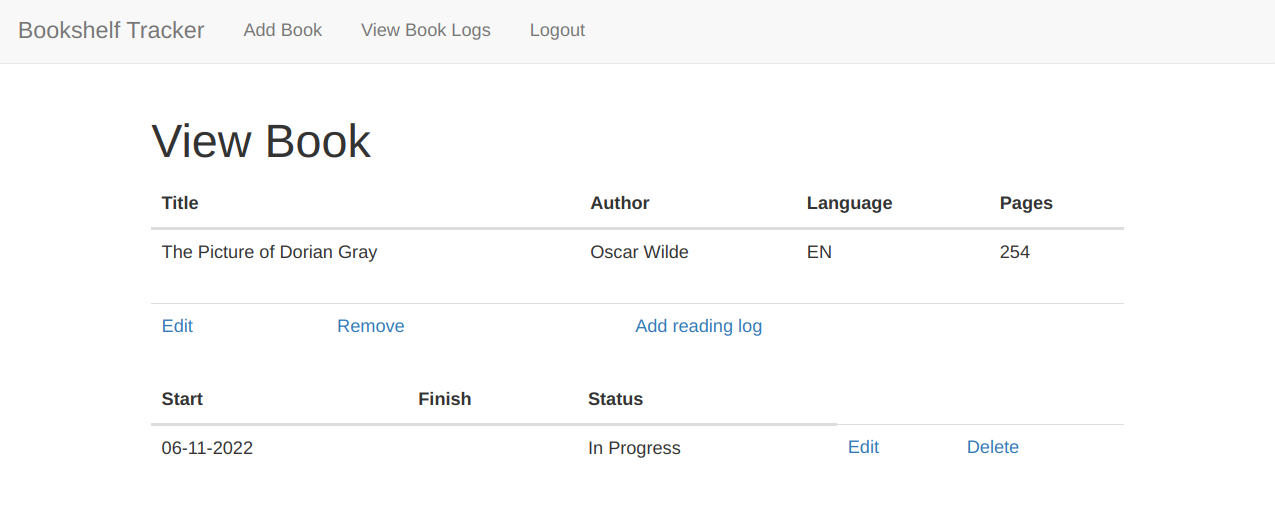 Bookshelf Tracker Add Book View Book Logs Logout
View Book
Title Author Language Pages
The Picture of Dorian Gray Oscar Wilde EN 254
Edit Remove Add reading log
Start Finish Status
06-11-2022 In Progress Edit Delete